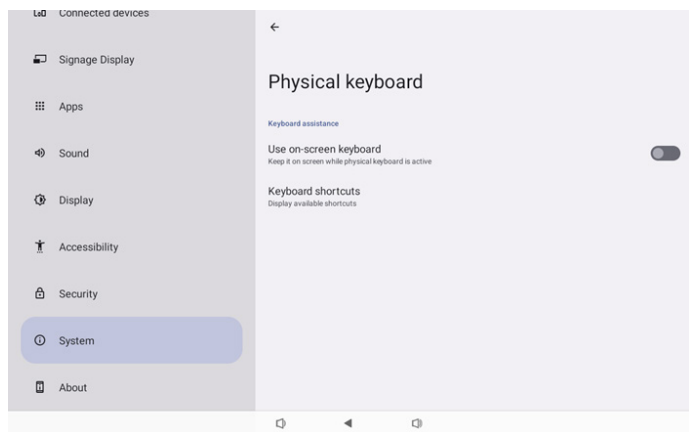 Connected devices
Signage Display
Apps
Sound
Display
Accessibility
Security
System
About
Physical keyboard
Keyboard assistance
Use on-screen keyboard
Keep it on screen while physical keyboard is active
Keyboard shortcuts
Display available shortcuts